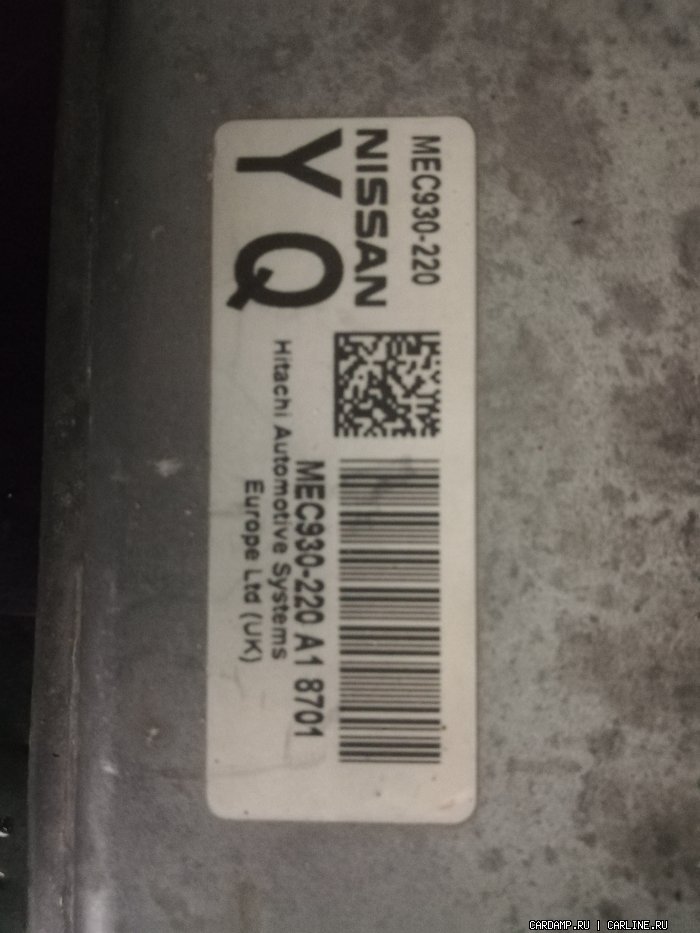 MEC930-220
NISSAN
Y Q
MEC930-220 A1 8701
Hitachi Automotive Systems
Europe Ltd (UK)
CARDAMP.RU | CARLINE.RU